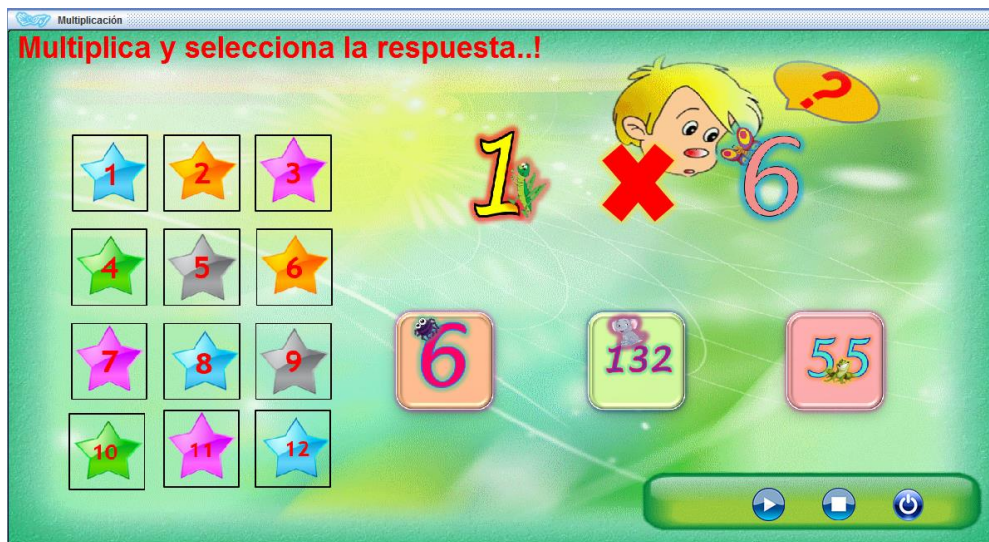 Multiplicación
Multiplica y selecciona la respuesta..!
?
1 × 6
1 2 3
4 5 6
7 8 9
10 11 12
6 132 55